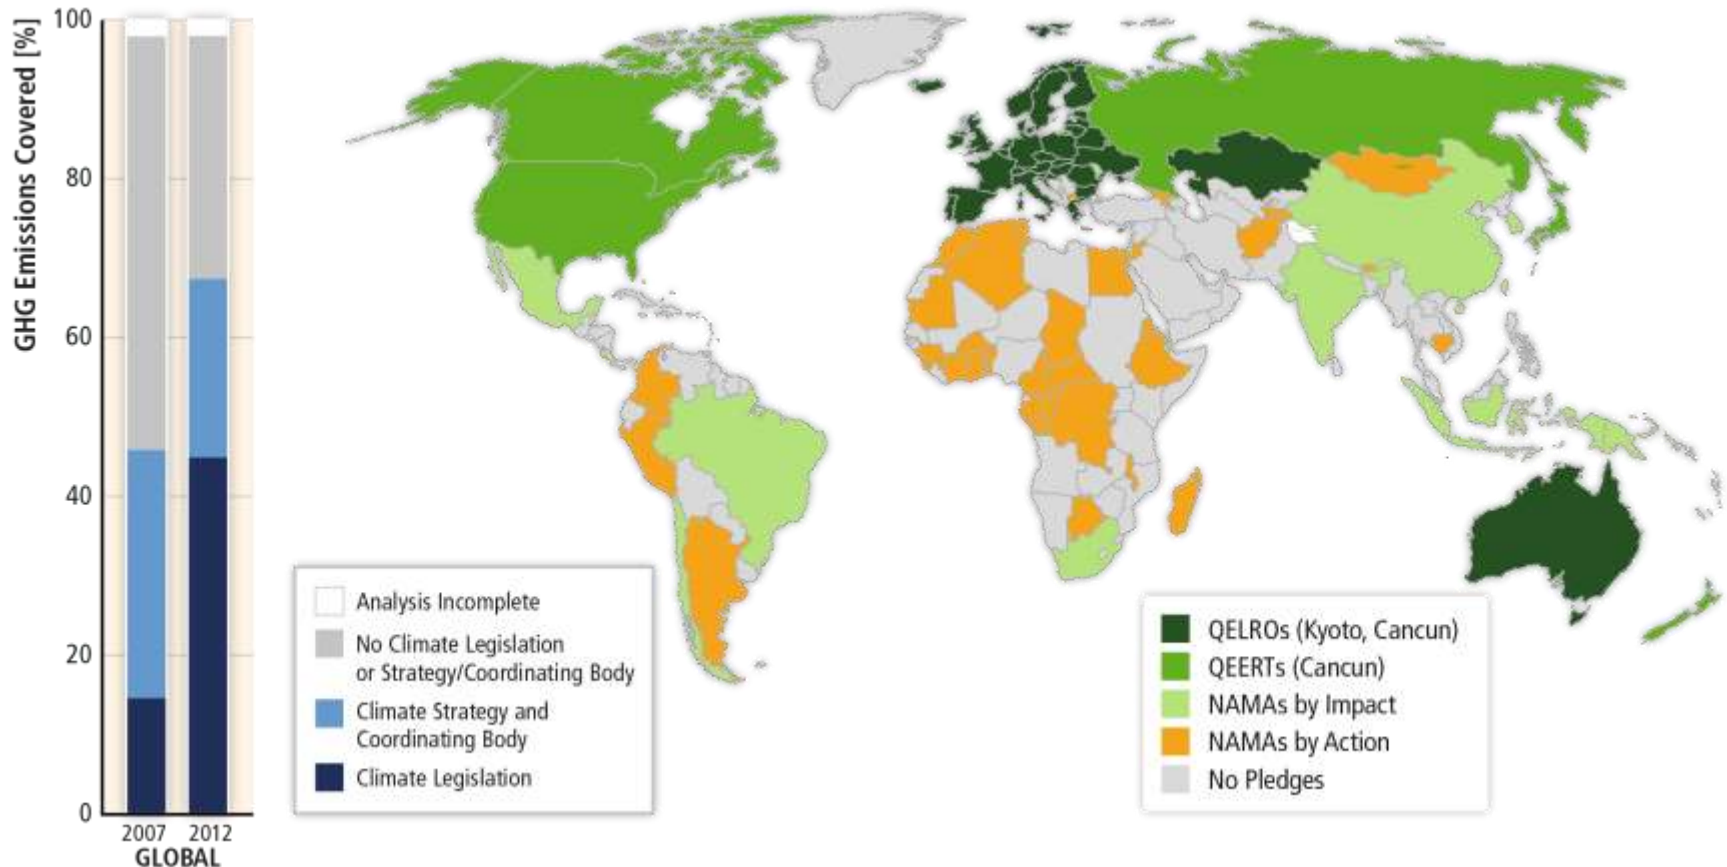 GHG Emissions Covered [%]
100
80
60
40
20
0
2007 2012
GLOBAL
Analysis Incomplete
No Climate Legislation
or Strategy/Coordinating Body
Climate Strategy and
Coordinating Body
Climate Legislation
QELROs (Kyoto, Cancun)
QEERTs (Cancun)
NAMAs by Impact
NAMAs by Action
No Pledges